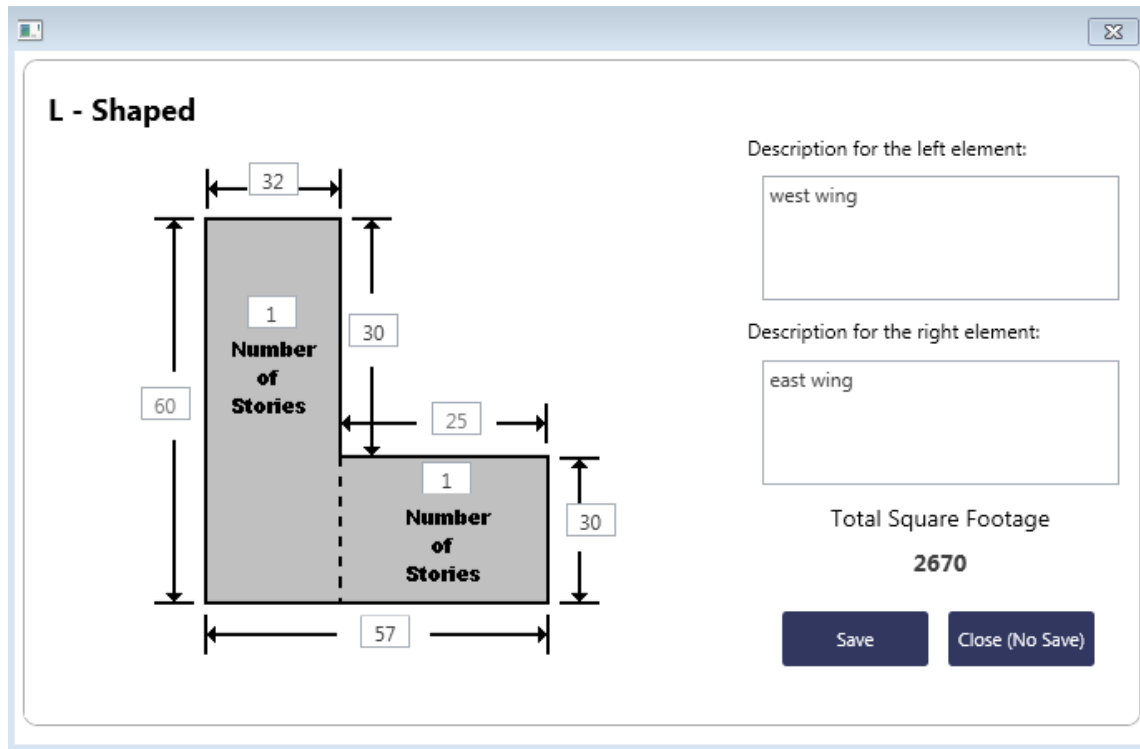 L - Shaped
32
1
Number
of
Stories
30
60
25
1
Number
of
Stories
30
57
Description for the left element:
west wing
Description for the right element:
east wing
Total Square Footage
2670
Save
Close (No Save)